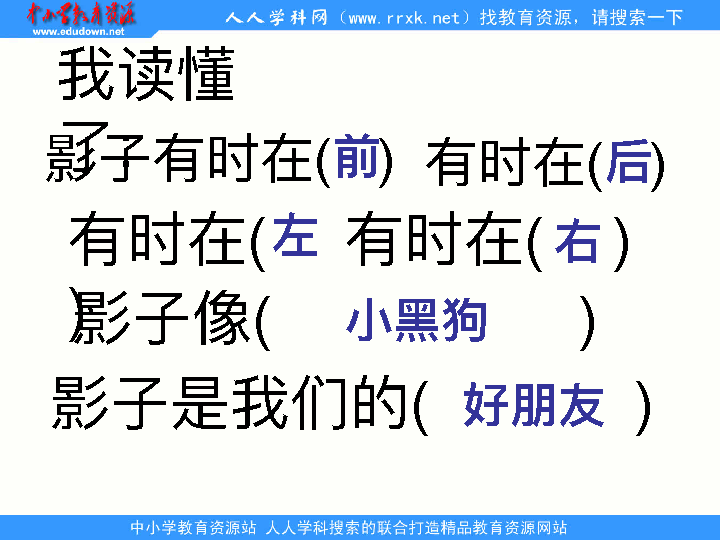 中小学教育资源
www.edudown.net
人人学科网（www.rrxk.net）找教育资源，请搜索一下
我读懂
了:
影子有时在(前) 有时在(后)
有时在(左 有时在(右)
)
影子像( 小黑狗 )
影子是我们的( 好朋友 )
中小学教育资源站 人人学科搜索的联合打造精品教育资源网站